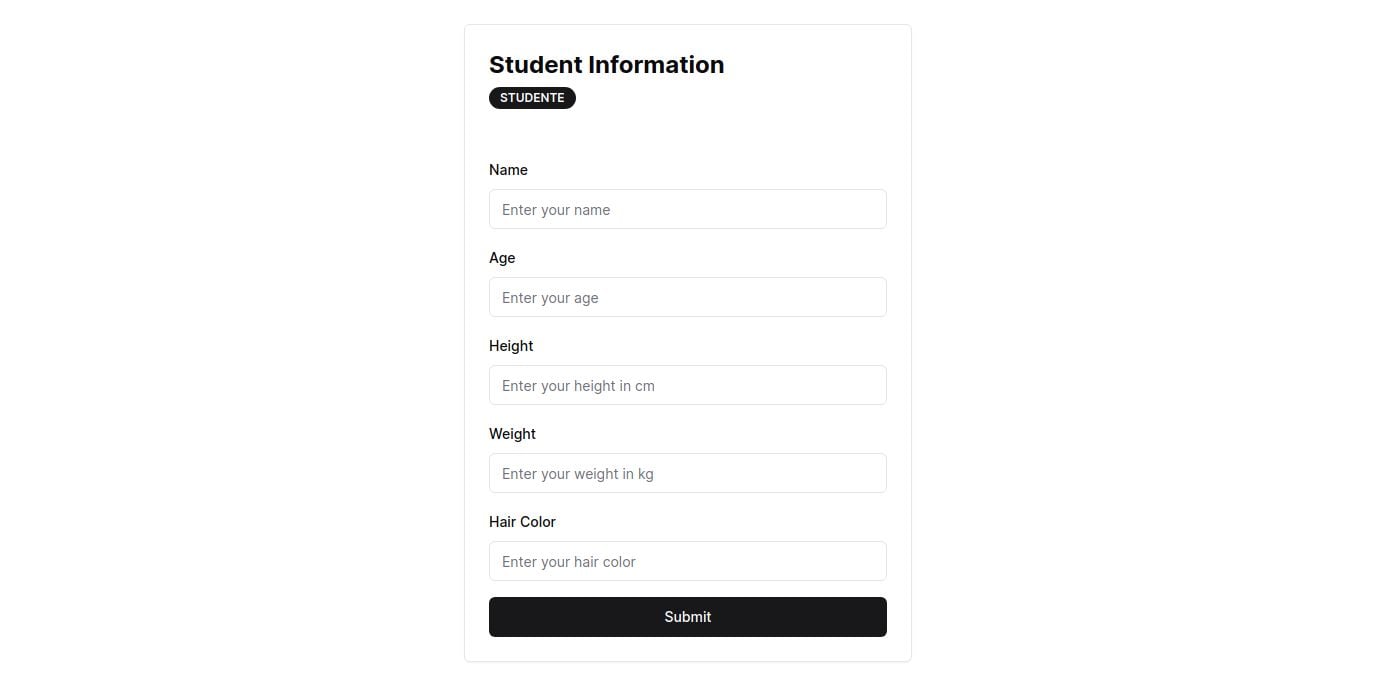 Student Information
STUDENTE
Name
Enter your name
Age
Enter your age
Height
Enter your height in cm
Weight
Enter your weight in kg
Hair Color
Enter your hair color
Submit